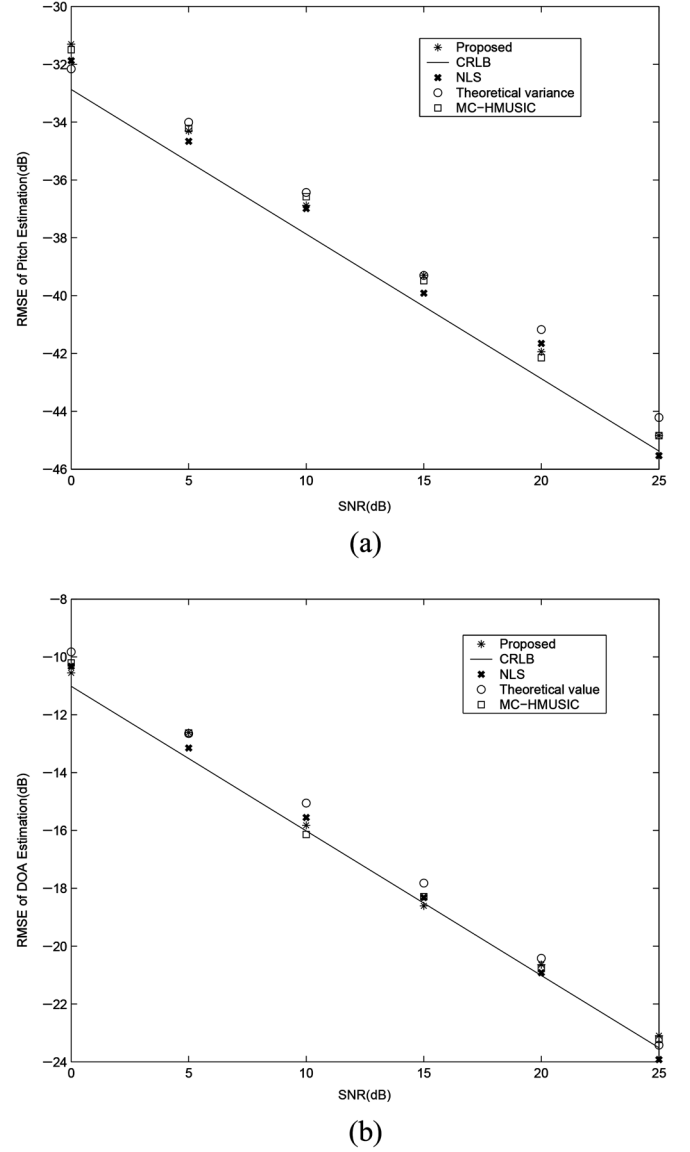 −30
−32
−34
−36
−38
−40
−42
−44
−46
RMSE of Pitch Estimation(dB)
Proposed
CRLB
NLS
Theoretical variance
MC−HMUSIC
0 5 10 15 20 25
SNR(dB)
(a)
−8
−10
−12
−14
−16
−18
−20
−22
−24
RMSE of DOA Estimation(dB)
Proposed
CRLB
NLS
Theoretical value
MC−HMUSIC
0 5 10 15 20 25
SNR(dB)
(b)